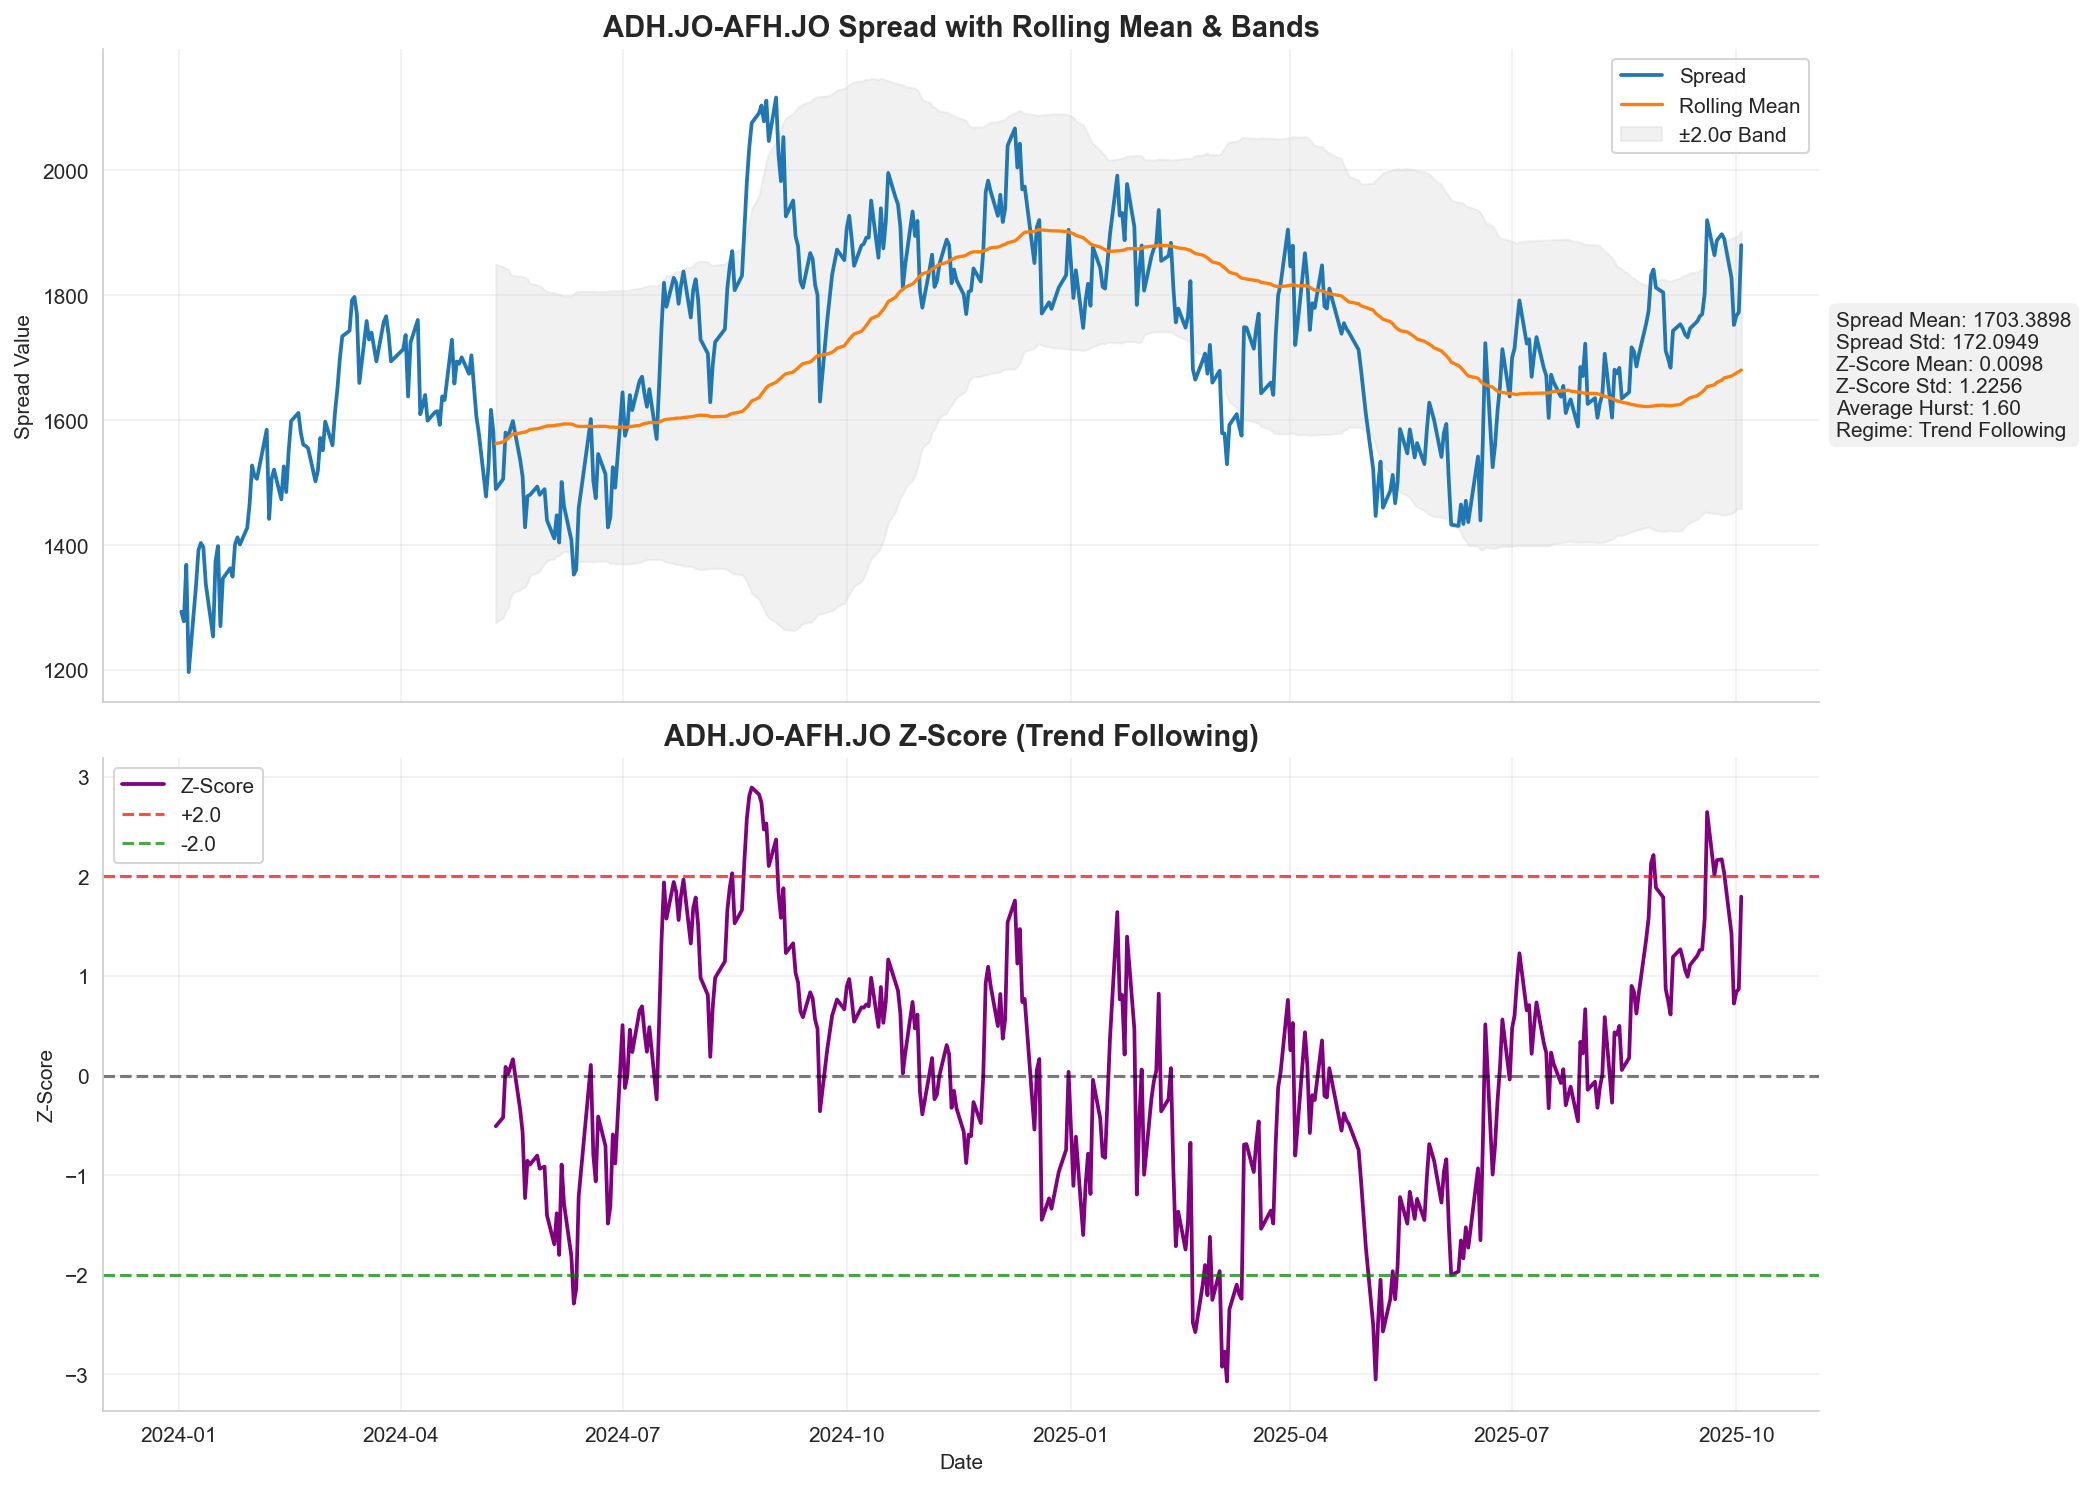 ADH.JO-AFH.JO Spread with Rolling Mean & Bands
Spread
Rolling Mean
±2.0σ Band
Spread Value
2000
1800
1600
1400
1200
Spread Mean: 1703.3898
Spread Std: 172.0949
Z-Score Mean: 0.0098
Z-Score Std: 1.2256
Average Hurst: 1.60
Regime: Trend Following
ADH.JO-AFH.JO Z-Score (Trend Following)
Z-Score
+2.0
-2.0
Z-Score
3
2
1
0
−1
−2
−3
2024-01
2024-04
2024-07
2024-10
2025-01
2025-04
2025-07
2025-10
Date